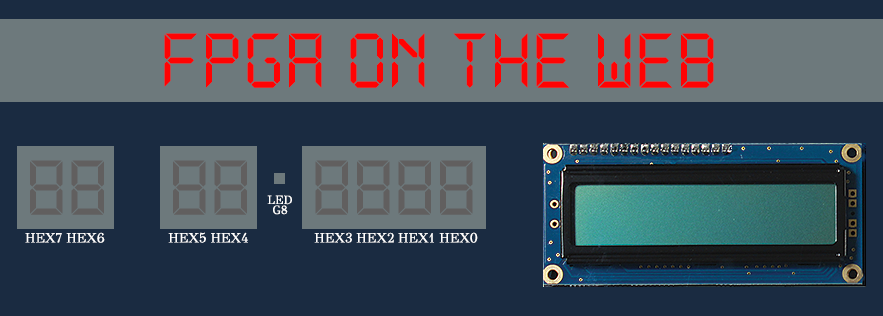 FPGA ON THE WEB
LED
G8
HEX7 HEX6
HEX5 HEX4
HEX3 HEX2 HEX1 HEX0